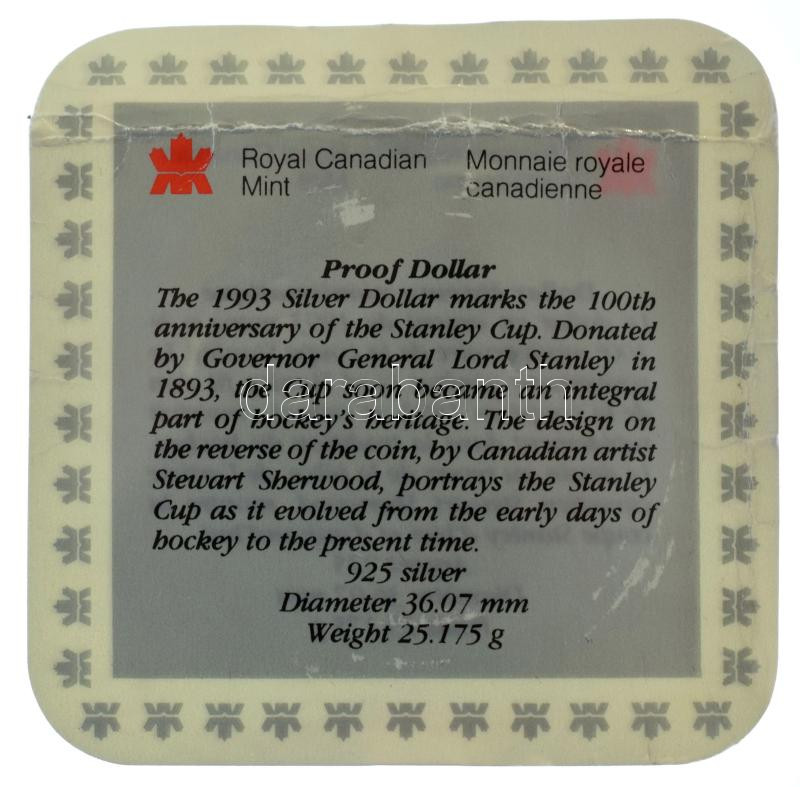 Royal Canadian Mint
Monnaie royale canadienne
Proof Dollar
The 1993 Silver Dollar marks the 100th
anniversary of the Stanley Cup. Donated
by Governor General Lord Stanley in
1893, the Cup soon became an integral
part of hockey's heritage. The design on
the reverse of the coin, by Canadian artist
Stewart Sherwood, portrays the Stanley
Cup as it evolved from the early days of
hockey to the present time.
925 silver
Diameter 36.07 mm
Weight 25.175 g
darabanth